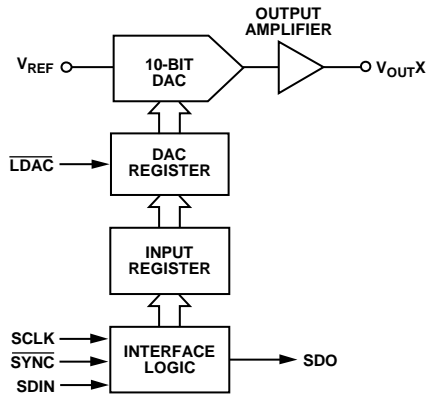 OUTPUT
AMPLIFIER
V_REF
10-BIT
DAC
V_OUTX
LDAC
DAC
REGISTER
INPUT
REGISTER
SCLK
SYNC
SDIN
INTERFACE
LOGIC
SDO